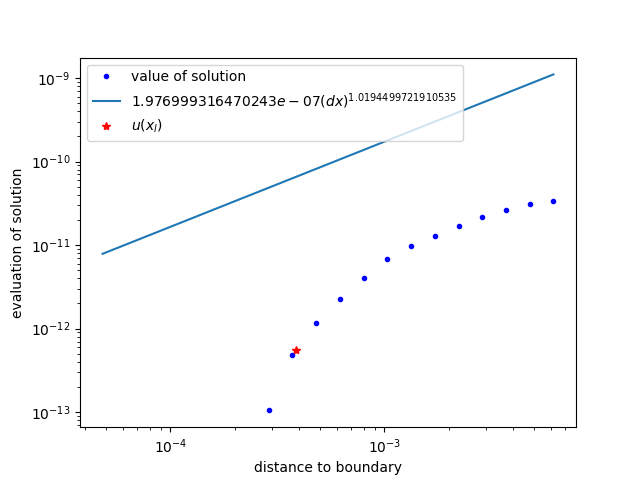 value of solution
1.976999316470243e − 07(dx)^1.0194499721910535
u(x_l)
10^-9
10^-10
10^-11
10^-12
10^-13
evaluation of solution
10^-4
10^-3
distance to boundary